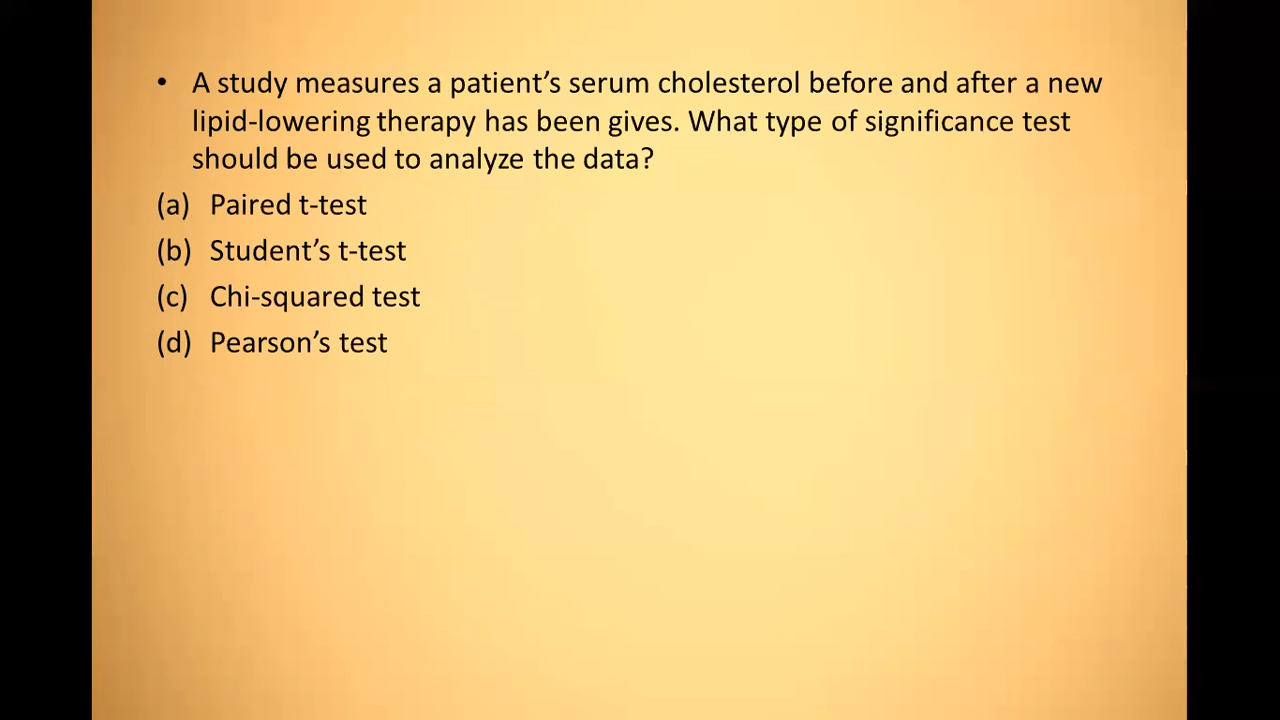 • A study measures a patient’s serum cholesterol before and after a new
lipid-lowering therapy has been gives. What type of significance test
should be used to analyze the data?
(a) Paired t-test
(b) Student’s t-test
(c) Chi-squared test
(d) Pearson’s test